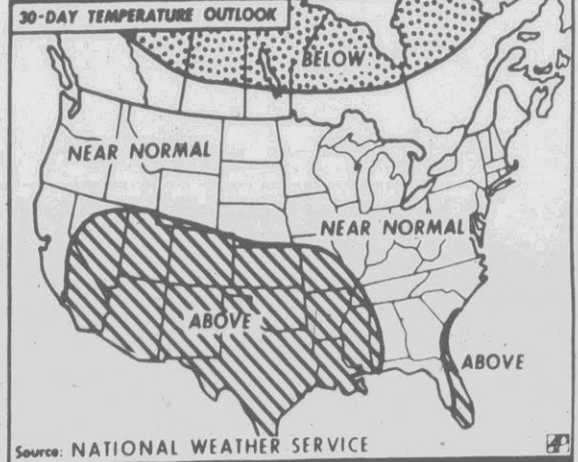 30-DAY TEMPERATURE OUTLOOK
BELOW
NEAR NORMAL
NEAR NORMAL
ABOVE
ABOVE
Source: NATIONAL WEATHER SERVICE
AP